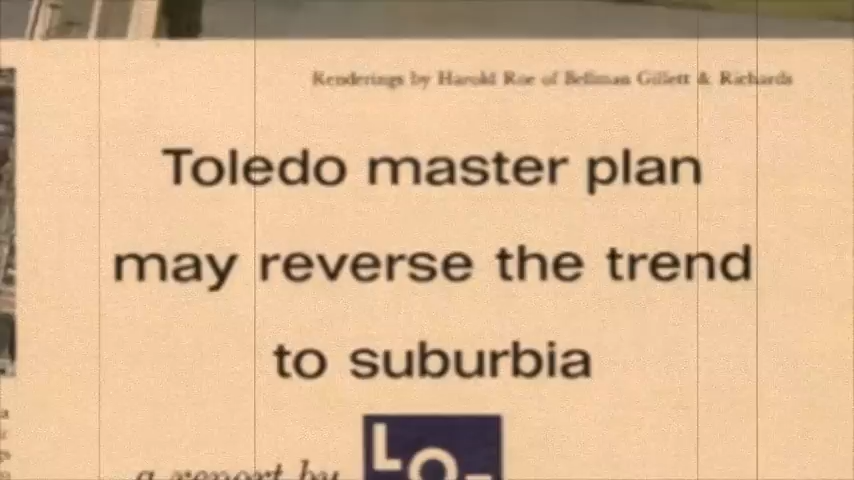 Renderings by Harold Roe of Bellman Gillett & Richards
Toledo master plan
may reverse the trend
to suburbia
a report by
LO-